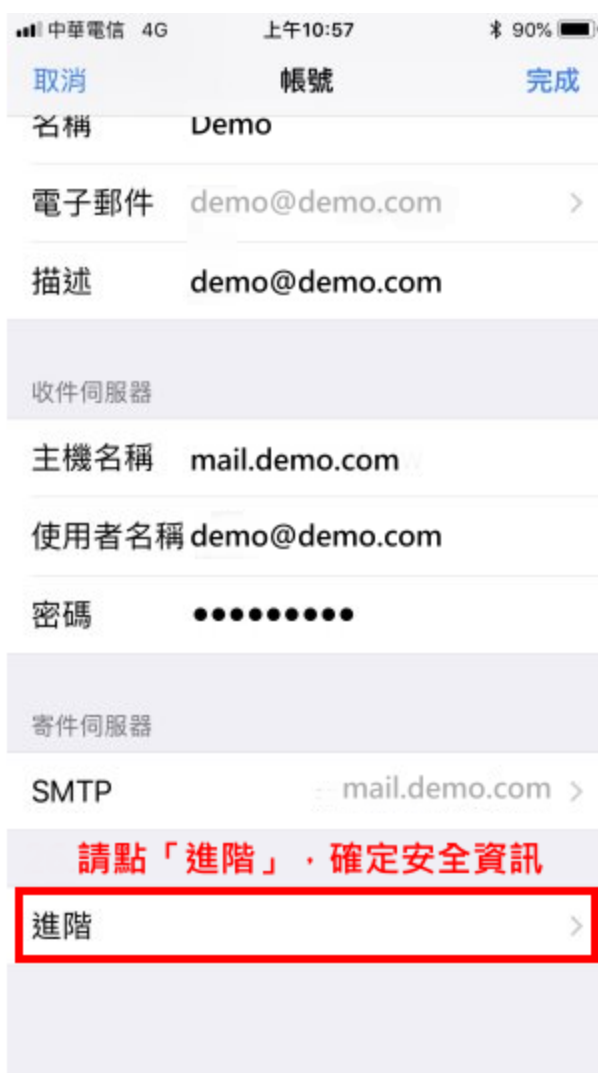 中華電信 4G 上午10:57 90%
取消 帳號 完成
名稱 Demo
電子郵件 demo@demo.com
描述 demo@demo.com
收件伺服器
主機名稱 mail.demo.com
使用者名稱 demo@demo.com
密碼 ●●●●●●●●●
寄件伺服器
SMTP mail.demo.com
請點「進階」，確定安全資訊
進階